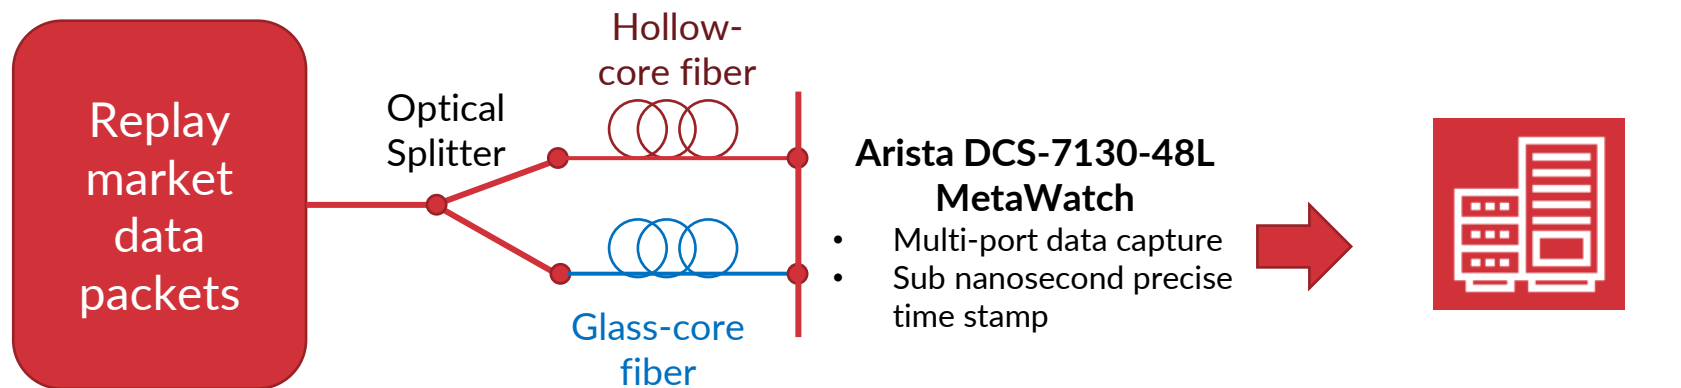 Replay
market
data
packets
Optical
Splitter
Hollow-
core fiber
Glass-core
fiber
Arista DCS-7130-48L
MetaWatch
• Multi-port data capture
• Sub nanosecond precise
time stamp